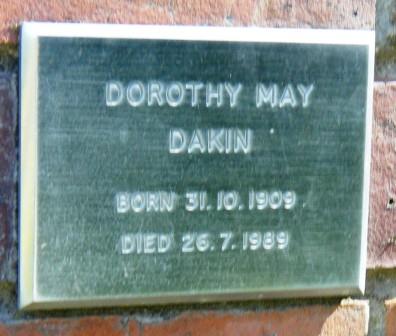 DOROTHY MAY
DAKIN
BORN 31.10.1909
DIED 26.7.1989